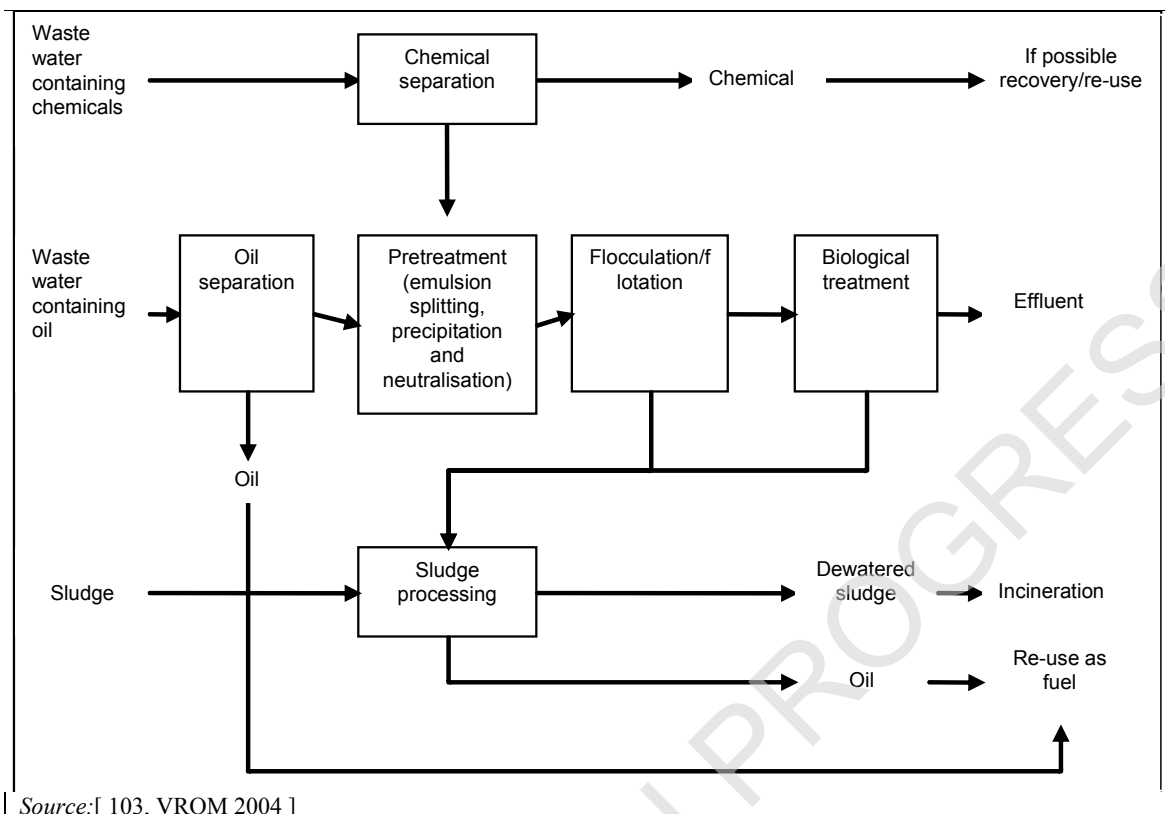 Waste
water
containing
chemicals
Chemical
separation
Chemical
If possible
recovery/re-use
Waste
water
containing
oil
Oil
separation
Pretreatment
(emulsion
splitting,
precipitation
and
neutralisation)
Flocculation/f
lotation
Biological
treatment
Effluent
Oil
Sludge
Sludge
processing
Dewatered
sludge
Incineration
Oil
Re-use as
fuel
Source:[ 103, VROM 2004 ]
PROGRESS